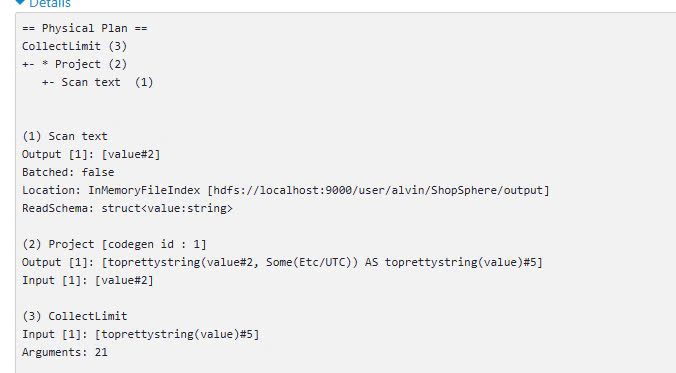 Details
== Physical Plan ==
CollectLimit (3)
+- * Project (2)
   +- Scan text  (1)


(1) Scan text
Output [1]: [value#2]
Batched: false
Location: InMemoryFileIndex [hdfs://localhost:9000/user/alvin/ShopSphere/output]
ReadSchema: struct<value:string>

(2) Project [codegen id : 1]
Output [1]: [toprettystring(value#2, Some(Etc/UTC)) AS toprettystring(value)#5]
Input [1]: [value#2]

(3) CollectLimit
Input [1]: [toprettystring(value)#5]
Arguments: 21